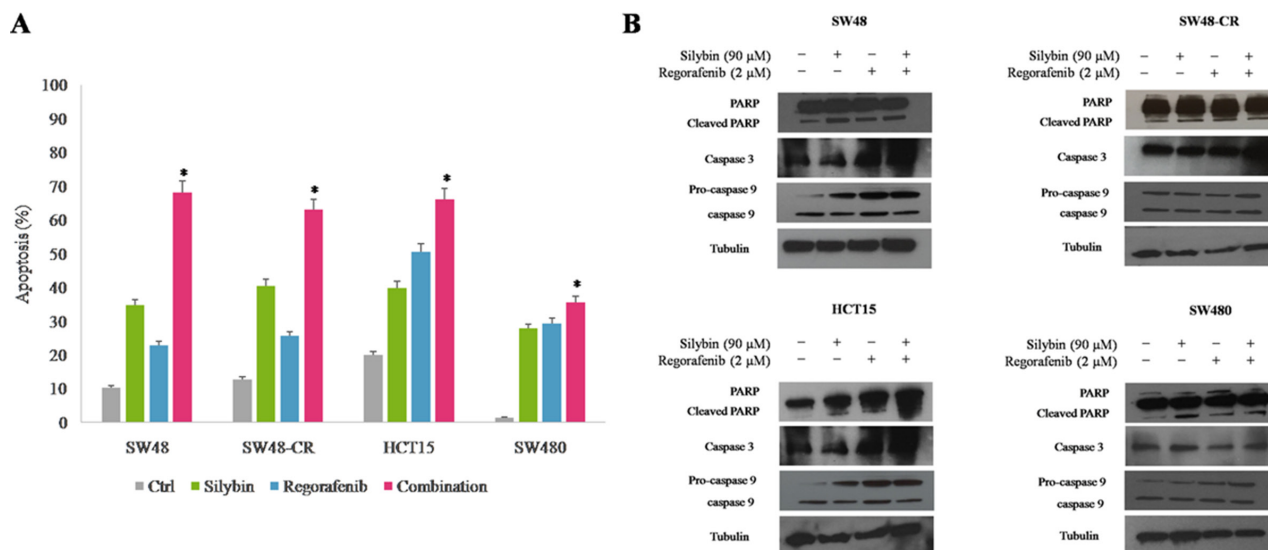 A
Apoptosis (%)
100
90
80
70
60
50
40
30
20
10
0
*
*
*
*
SW48
SW48-CR
HCT15
SW480
Ctrl Silybin Regorafenib Combination
B
SW48
Silybin (90 μM) - + - +
Regorafenib (2 μM) - - + +
PARP
Cleaved PARP
Caspase 3
Pro-caspase 9
caspase 9
Tubulin
SW48-CR
Silybin (90 μM) - + - +
Regorafenib (2 μM) - - + +
PARP
Cleaved PARP
Caspase 3
Pro-caspase 9
caspase 9
Tubulin
HCT15
Silybin (90 μM) - + - +
Regorafenib (2 μM) - - + +
PARP
Cleaved PARP
Caspase 3
Pro-caspase 9
caspase 9
Tubulin
SW480
Silybin (90 μM) - + - +
Regorafenib (2 μM) - - + +
PARP
Cleaved PARP
Caspase 3
Pro-caspase 9
caspase 9
Tubulin